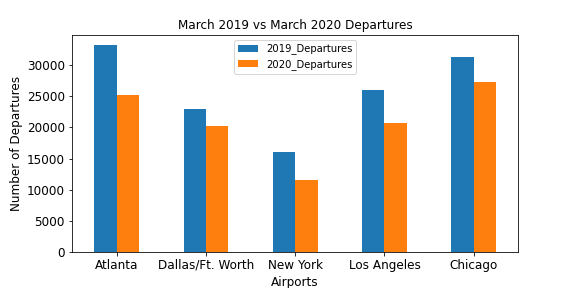 March 2019 vs March 2020 Departures
2019_Departures
2020_Departures
Number of Departures
30000
25000
20000
15000
10000
5000
0
Atlanta Dallas/Ft. Worth New York Los Angeles Chicago
Airports